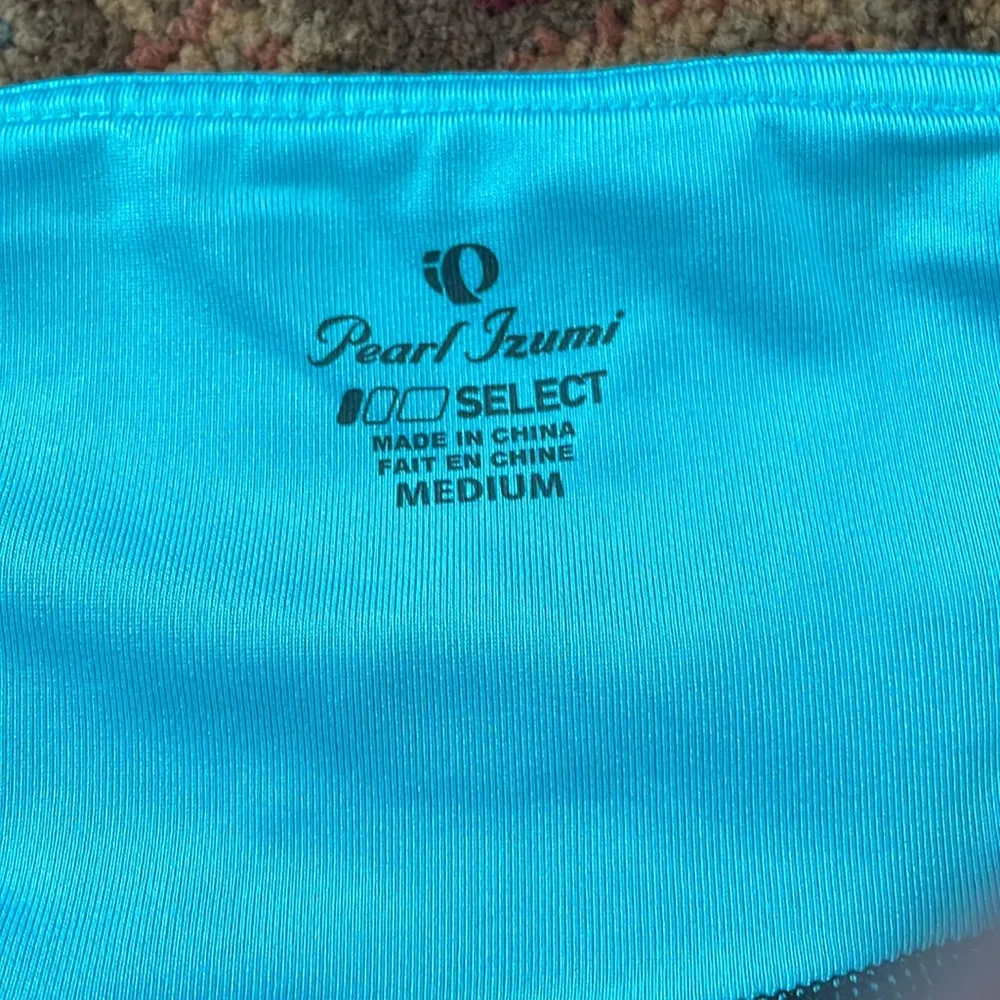 Pearl Izumi
SELECT
MADE IN CHINA
FAIT EN CHINE
MEDIUM